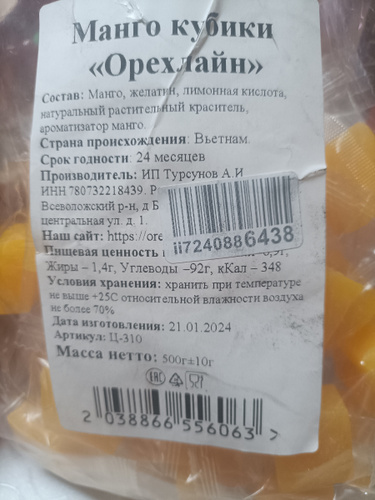 Манго кубики
«Орехлайн»
Состав: Манго, желатин, лимонная кислота,
натуральный растительный краситель,
ароматизатор манго.
Страна происхождения: Вьетнам
Срок годности: 24 месяцев
Производитель: ИП Турсунов А.И
ИНН 780732218439. Р
Всеволожский р-н, д Б
центральная ул. д. 1.
Наш сайт: https://ore
ii7240886438
Пищевая ценность
Жиры – 1,4г, Углеводы –92г, кКал – 348
Условия хранения: хранить при температуре
не выше +25С относительной влажности воздуха
не более 70%
Дата изготовления: 21.01.2024
Артикул: Ц-310
Масса нетто: 500г±10г
EAC
2 038866 556063 >